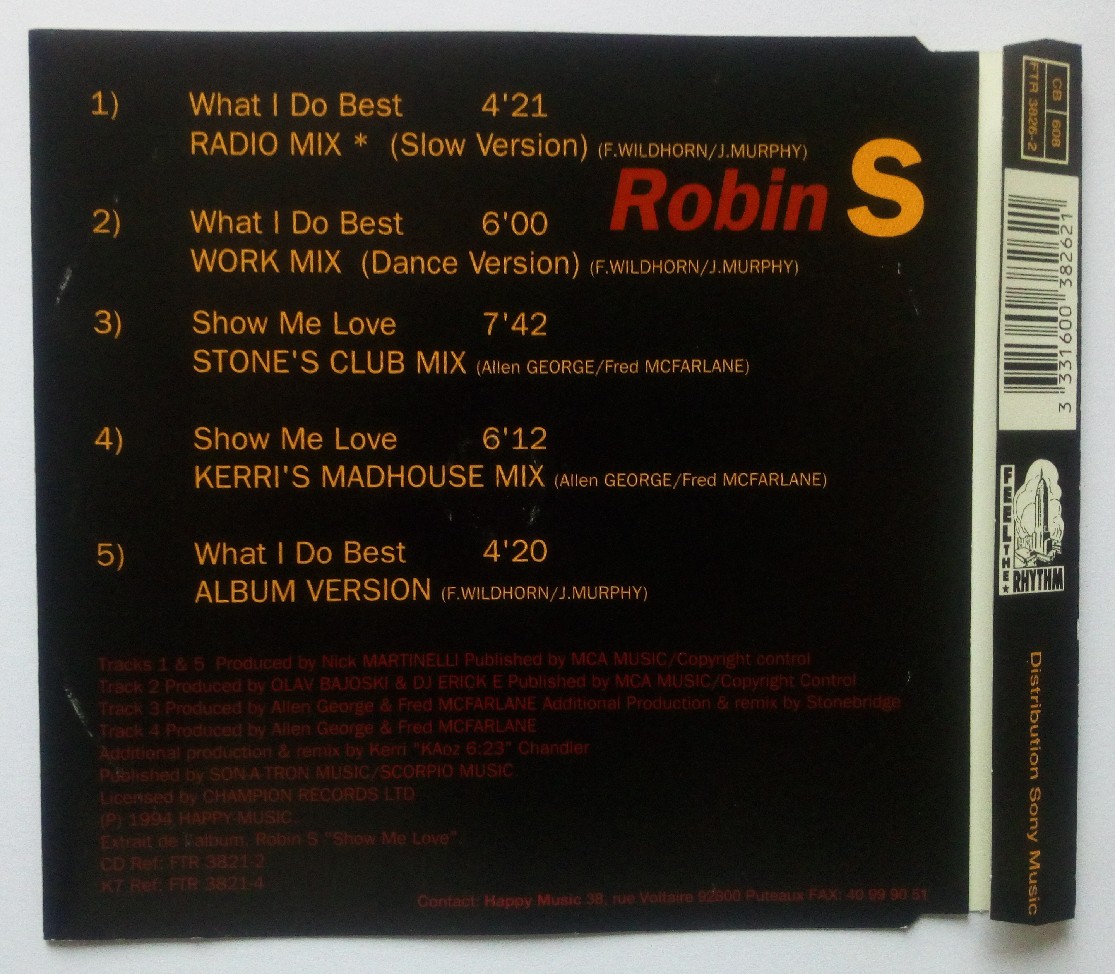 1) What I Do Best 4'21
RADIO MIX * (Slow Version) (F.WILDHORN/J.MURPHY)
Robin S
2) What I Do Best 6'00
WORK MIX (Dance Version) (F.WILDHORN/J.MURPHY)
3) Show Me Love 7'42
STONE'S CLUB MIX (Allen GEORGE/Fred MCFARLANE)
4) Show Me Love 6'12
KERRI'S MADHOUSE MIX (Allen GEORGE/Fred MCFARLANE)
5) What I Do Best 4'20
ALBUM VERSION (F.WILDHORN/J.MURPHY)
Tracks 1 & 5 Produced by Nick MARTINELLI Published by MCA MUSIC/Copyright control
Track 2 Produced by OLAV BAJOSKI & DJ ERICK E Published by MCA MUSIC/Copyright Control
Track 3 Produced by Allen George & Fred MCFARLANE Additional Production & remix by Stonebridge
Track 4 Produced by Allen George & Fred MCFARLANE
Additional production & remix by Kerri "KAoz 6:23" Chandler
Published by SON-A-TRON MUSIC/SCORPIO MUSIC
Licensed by CHAMPION RECORDS LTD
(P) 1994 HAPPY MUSIC.
Extrait de l'album, Robin S "Show Me Love".
CD Ref: FTR 3821-2
KT Ref: FTR 3821-4
Contact: Happy Music 38, rue Voltaire 92800 Puteaux FAX: 40 99 90 51
CB 608
FTR 3826-2
3 331600 382621
FEEL THE RHYTHM
Distribution Sony Music